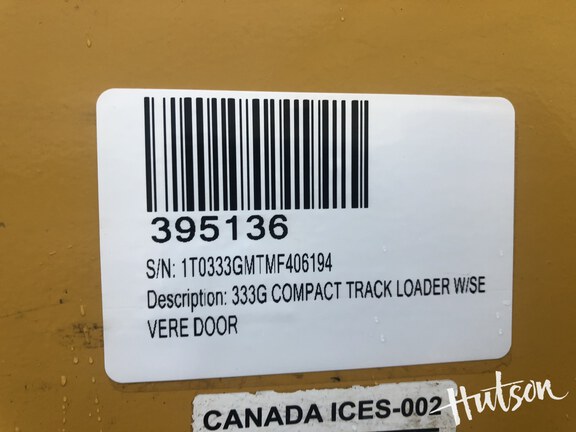 395136
S/N: 1T0333GMTMF406194
Description: 333G COMPACT TRACK LOADER W/SE
VERE DOOR
CANADA ICES-002
Hutson